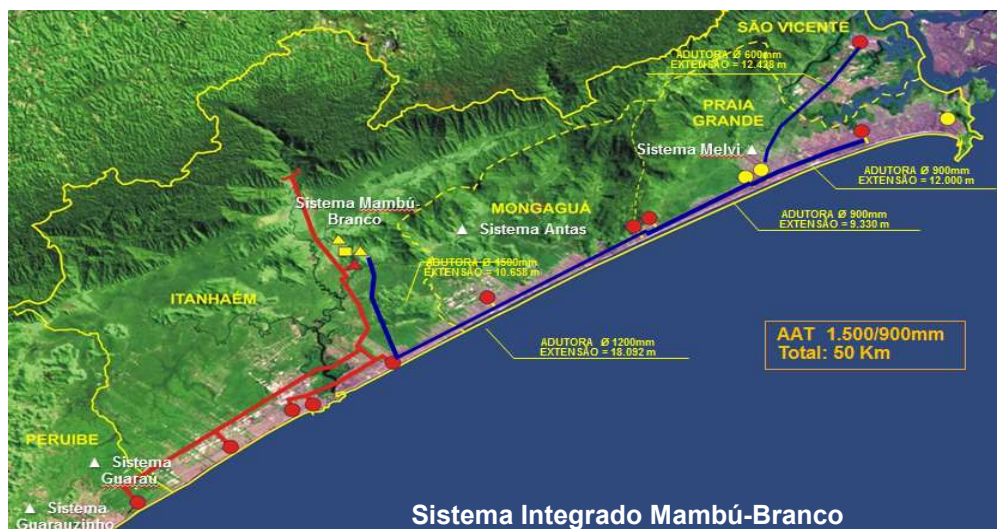 SÃO VICENTE
ADUTORA Ø 600mm
EXTENSÃO = 12.428 m
PRAIA
GRANDE
Sistema Melvi
ADUTORA Ø 900mm
EXTENSÃO = 12.000 m
Sistema Mambú-
Branco
MONGAGUÁ
Sistema Antas
ADUTORA Ø 900mm
EXTENSÃO = 9.330 m
ADUTORA Ø 1500mm
EXTENSÃO = 10.658 m
ITANHAÉM
AAT 1.500/900mm
Total: 50 Km
ADUTORA Ø 1200mm
EXTENSÃO = 18.092 m
PERUIBE
Sistema
Guaraú
Sistema
Guarauzinho
Sistema Integrado Mambú-Branco